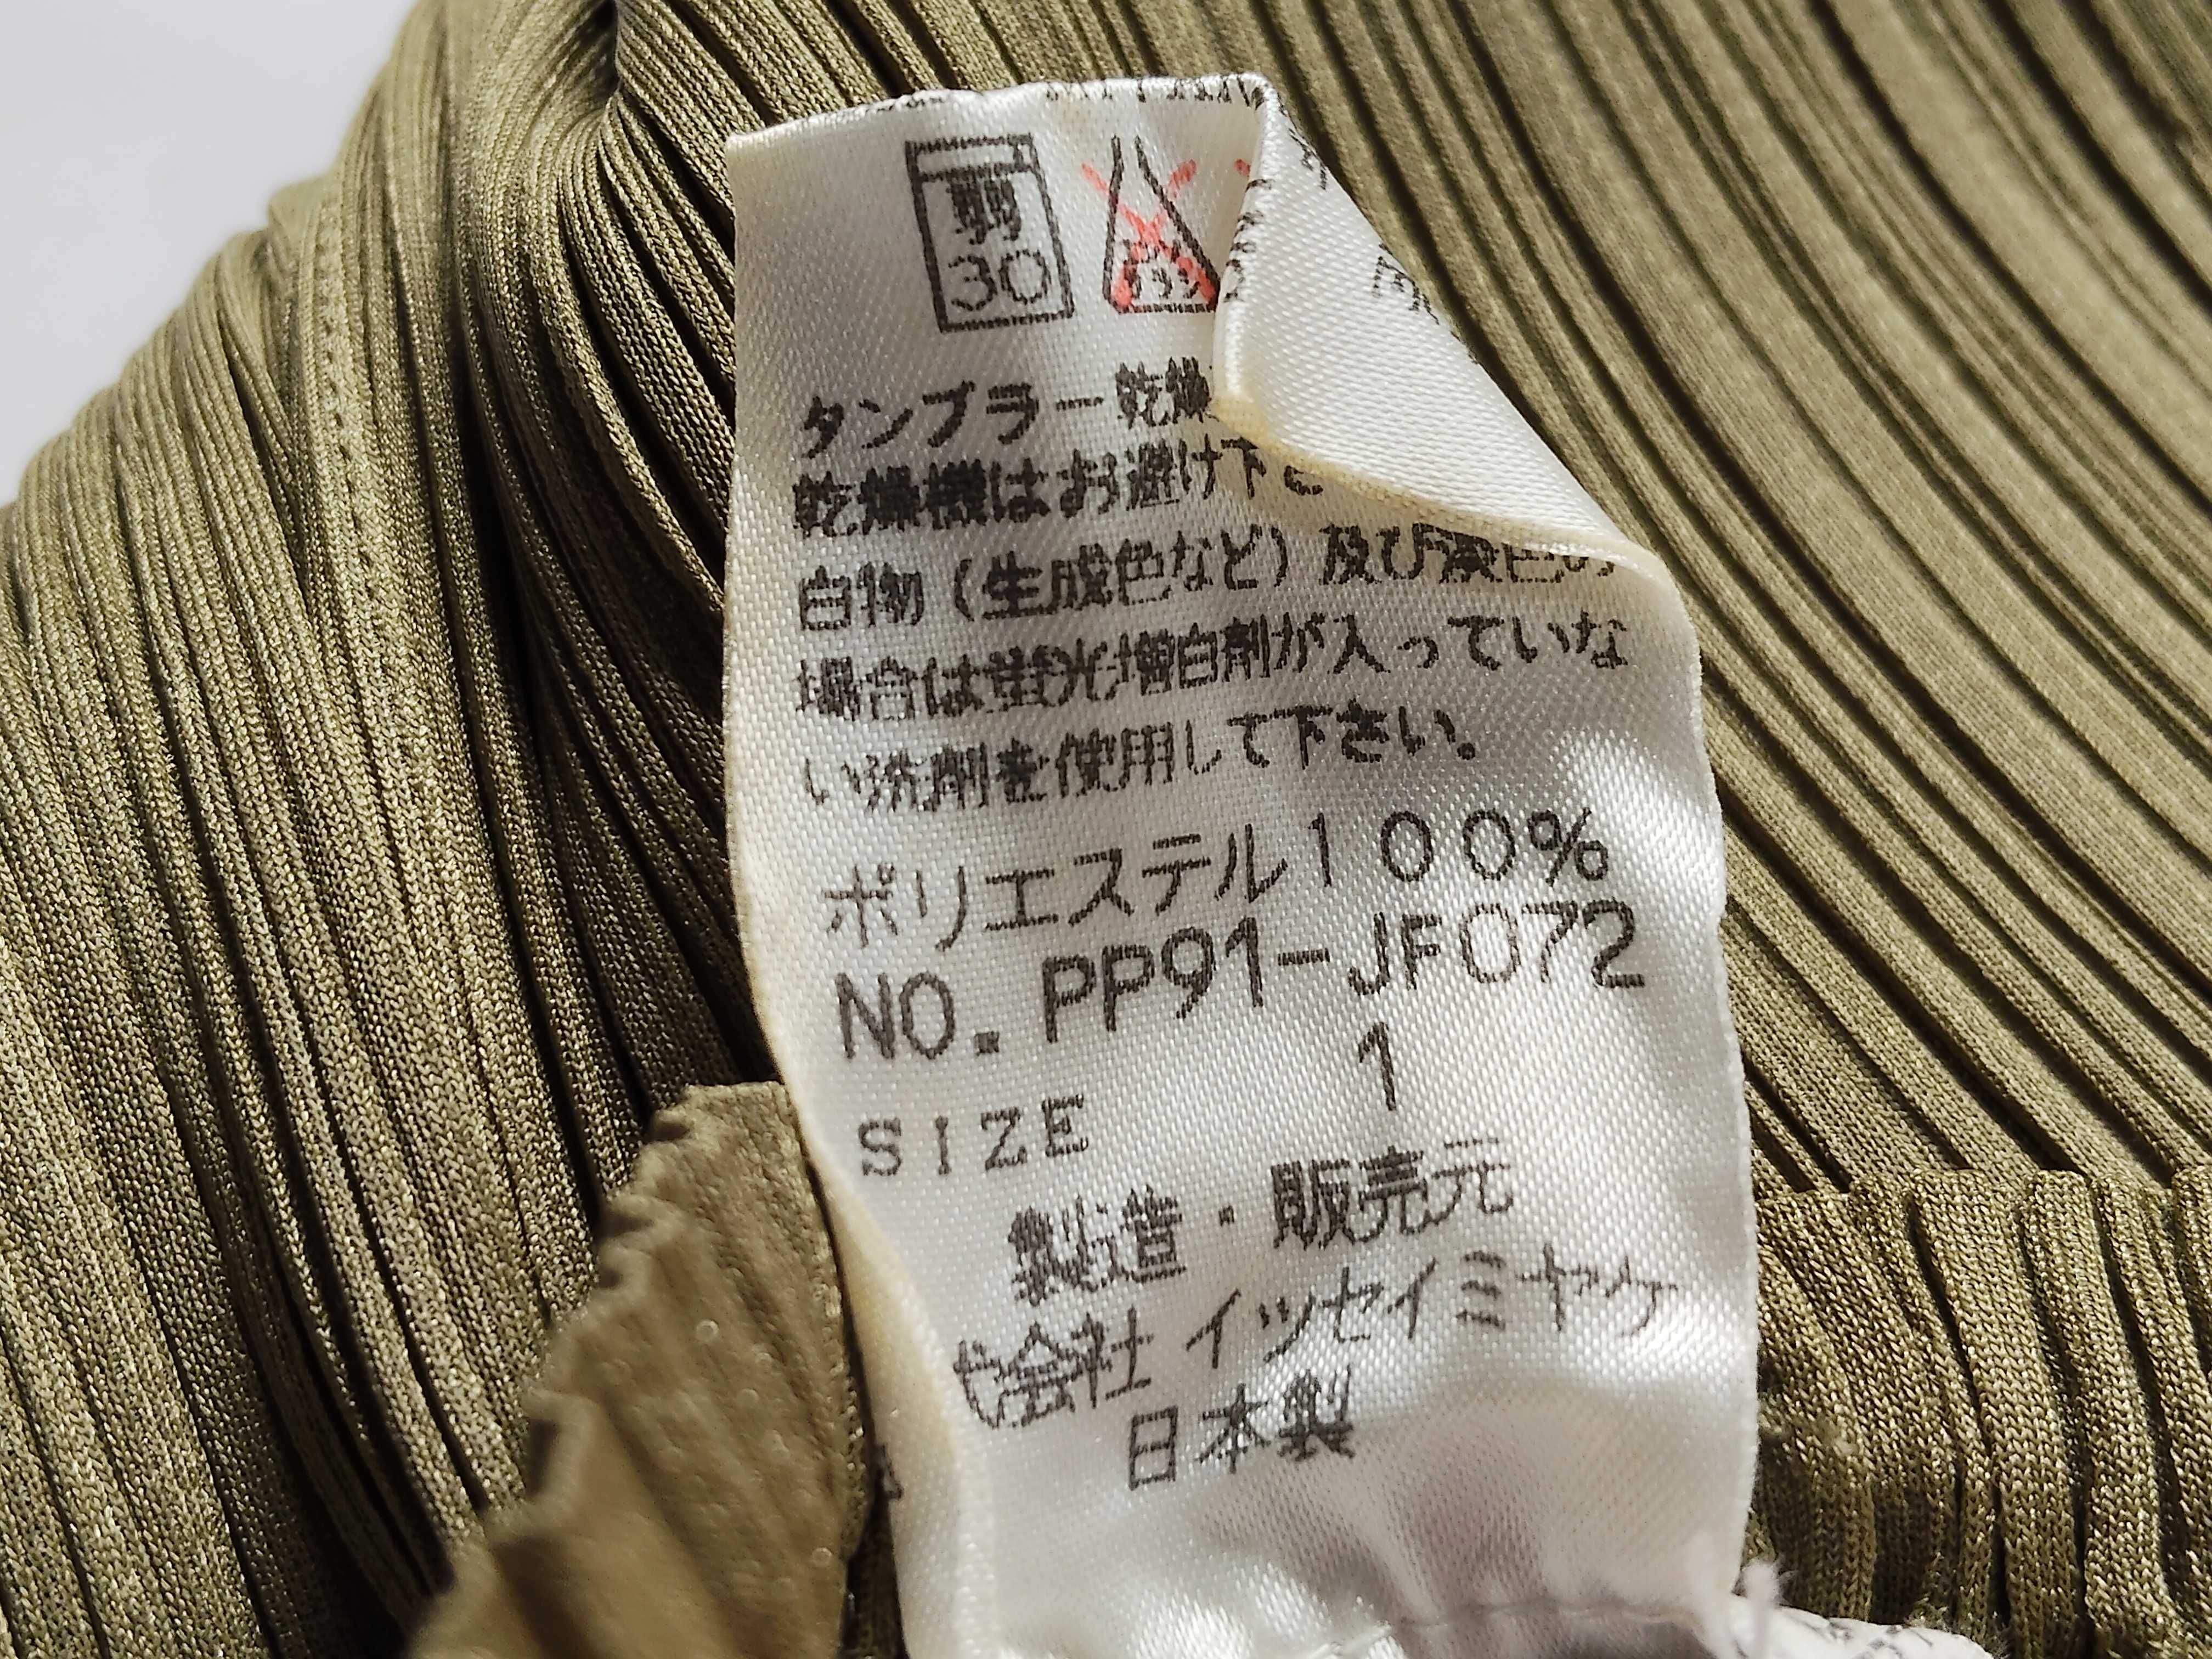 弱
30
タンブラー乾燥
乾燥機はお避け下さ
白物（生成色など）及び淡色の
場合は蛍光増白剤が入っていな
い洗剤を使用して下さい。
ポリエステル100%
NO. PP91-JF072
SIZE 1
製造・販売元
会社 イッセイミヤケ
日本製